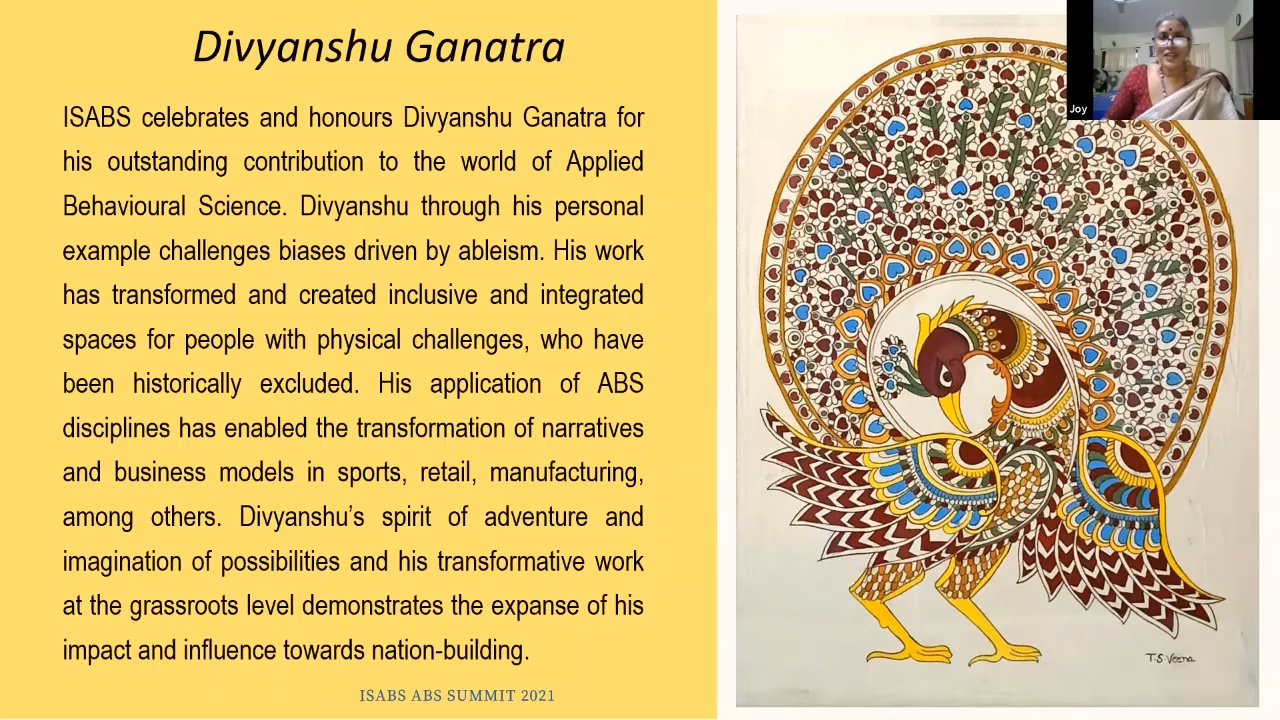 Divyanshu Ganatra
ISABS celebrates and honours Divyanshu Ganatra for
his outstanding contribution to the world of Applied
Behavioural Science. Divyanshu through his personal
example challenges biases driven by ableism. His work
has transformed and created inclusive and integrated
spaces for people with physical challenges, who have
been historically excluded. His application of ABS
disciplines has enabled the transformation of narratives
and business models in sports, retail, manufacturing,
among others. Divyanshu’s spirit of adventure and
imagination of possibilities and his transformative work
at the grassroots level demonstrates the expanse of his
impact and influence towards nation-building.
ISABS ABS SUMMIT 2021
Joy
T.S.Veena